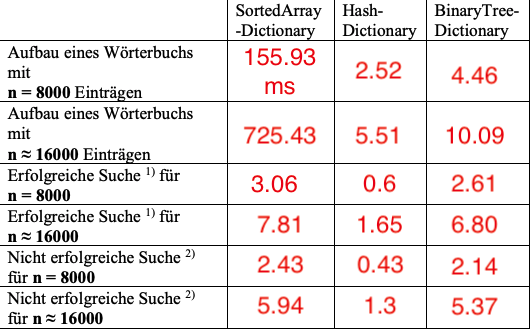 SortedArray
-Dictionary
Hash-
Dictionary
BinaryTree-
Dictionary
Aufbau eines Wörterbuchs
mit
n = 8000 Einträgen
155.93
ms
2.52
4.46
Aufbau eines Wörterbuchs
mit
n ≈ 16000 Einträgen
725.43
5.51
10.09
Erfolgreiche Suche 1) für
n = 8000
3.06
0.6
2.61
Erfolgreiche Suche 1) für
n ≈ 16000
7.81
1.65
6.80
Nicht erfolgreiche Suche 2)
für n = 8000
2.43
0.43
2.14
Nicht erfolgreiche Suche 2)
für n ≈ 16000
5.94
1.3
5.37